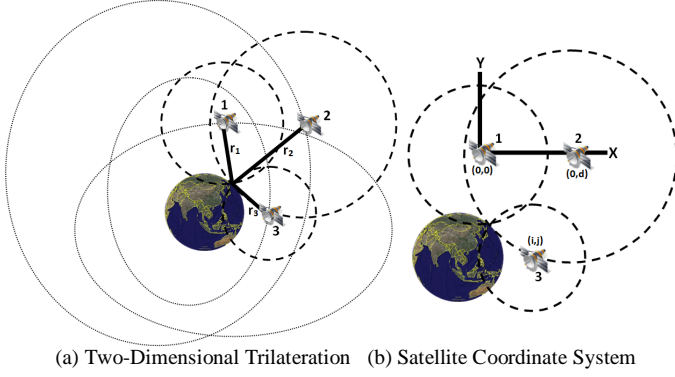 1
2
r₁
r₂
r₃
3
Y
1
2
X
(0,0)
(0,d)
(i,j)
3
(a) Two-Dimensional Trilateration (b) Satellite Coordinate System